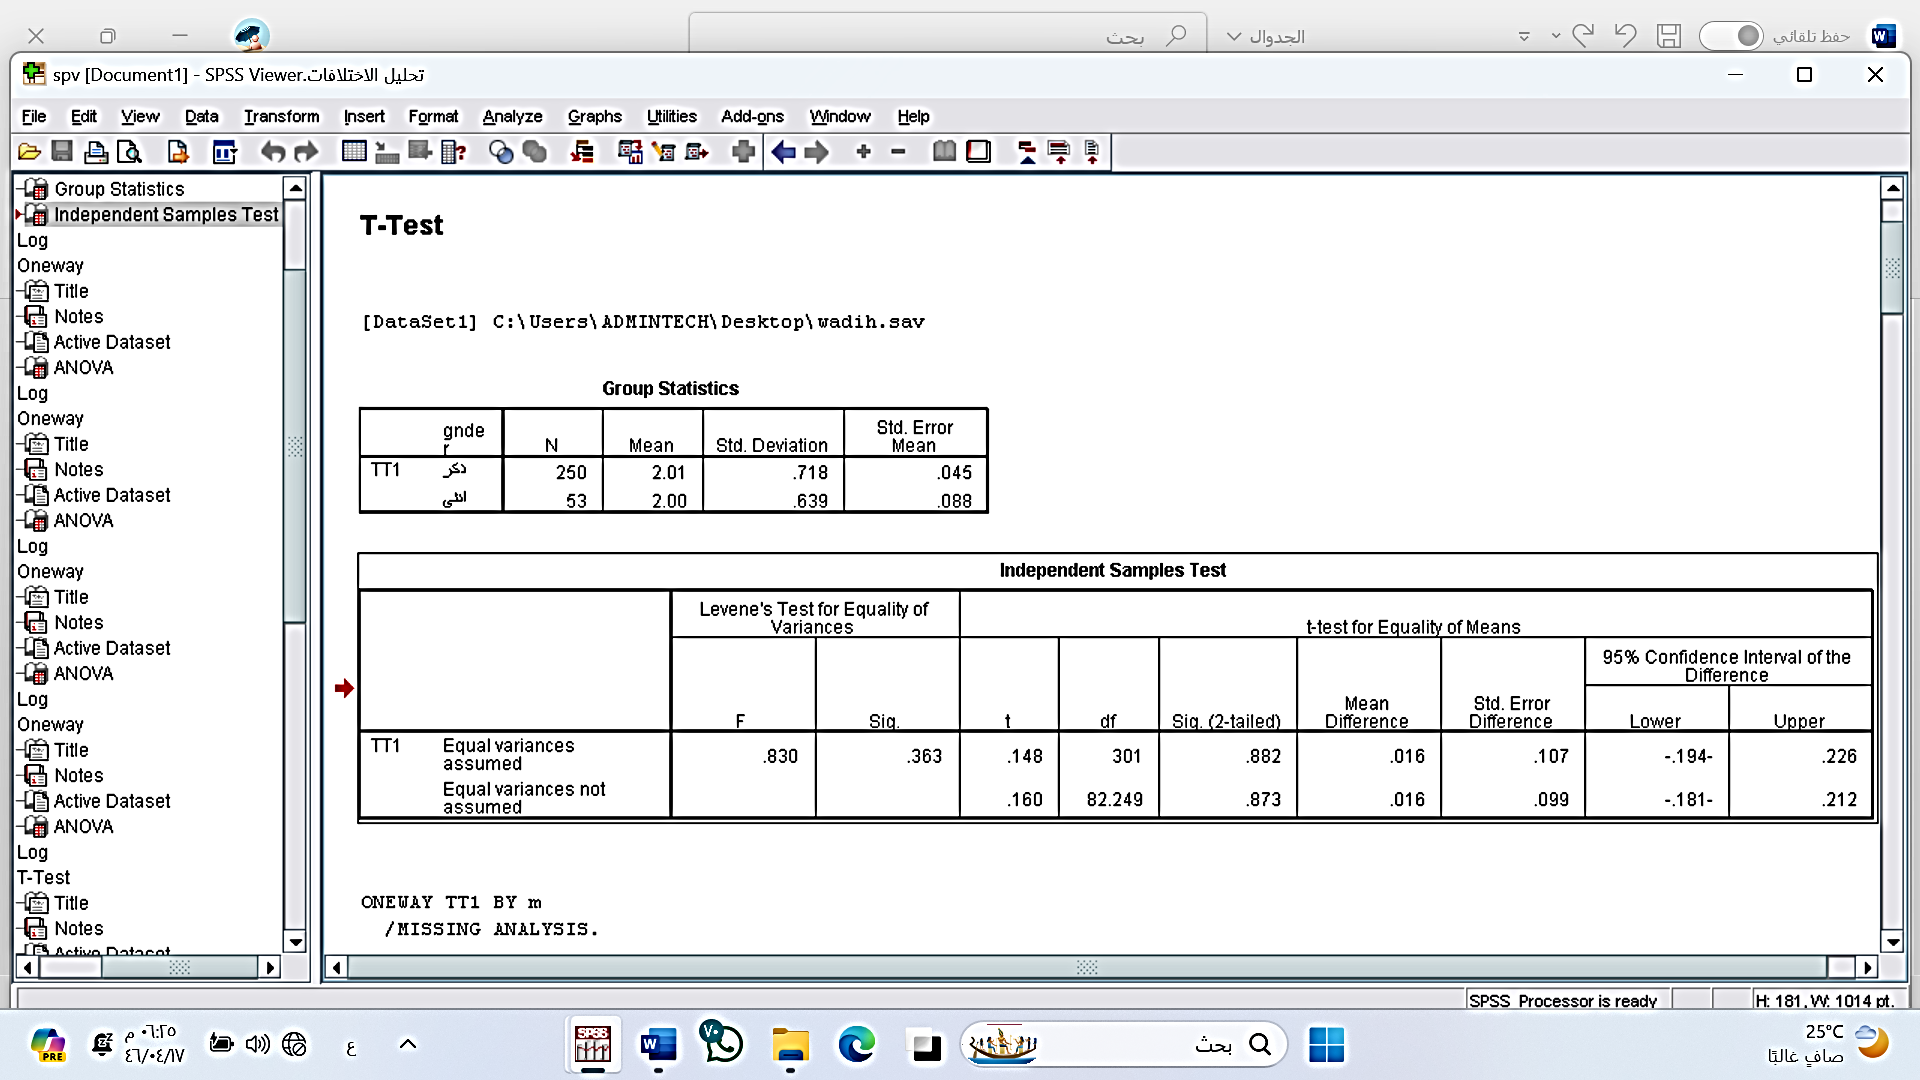 بحث
الجدوال
حفظ تلقائي
تحليل الاختلافات.spv [Document1] - SPSS Viewer
File Edit View Data Transform Insert Format Analyze Graphs Utilities Add-ons Window Help
Group Statistics
Independent Samples Test
Log
Oneway
Title
Notes
Active Dataset
ANOVA
Log
Oneway
Title
Notes
Active Dataset
ANOVA
Log
Oneway
Title
Notes
Active Dataset
ANOVA
Log
Oneway
Title
Notes
Active Dataset
ANOVA
Log
T-Test
Title
Notes
Active Dataset
T-Test
[DataSet1] C:\Users\ADMINTECH\Desktop\wadih.sav
Group Statistics
gnder N Mean Std. Deviation Std. Error Mean
TT1 ذكر 250 2.01 .718 .045
انثى 53 2.00 .639 .088
Independent Samples Test
Levene's Test for Equality of Variances
t-test for Equality of Means
95% Confidence Interval of the Difference
F Sig. t df Sig. (2-tailed) Mean Difference Std. Error Difference Lower Upper
TT1 Equal variances assumed .830 .363 .148 301 .882 .016 .107 -.194- .226
Equal variances not assumed .160 82.249 .873 .016 .099 -.181- .212
ONEWAY TT1 BY m
/MISSING ANALYSIS.
SPSS Processor is ready
H: 181, W: 1014 pt.
PRE
٠٦:٢٥ م
٤٦/٠٤/١٧
ع
SPSS
بحث
25°C
صافٍ غالبًا